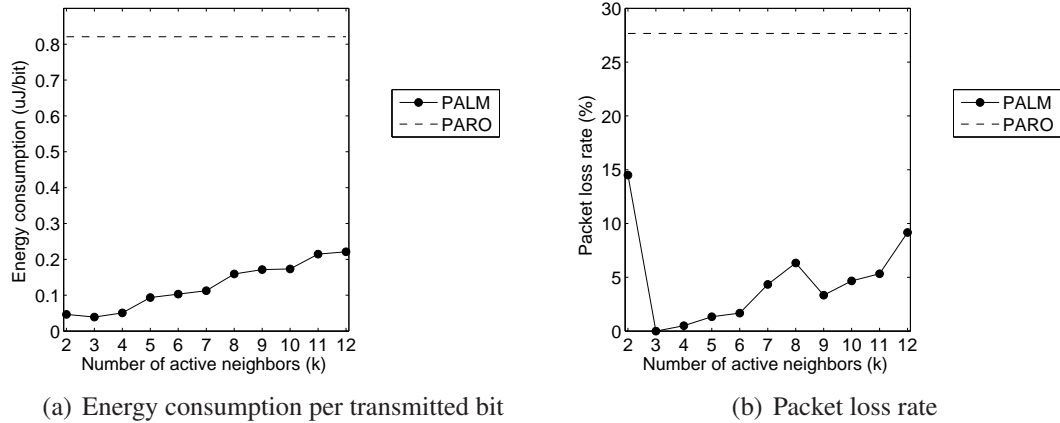 0.8
0.7
0.6
0.5
0.4
0.3
0.2
0.1
0
Energy consumption (uJ/bit)
2 3 4 5 6 7 8 9 10 11 12
Number of active neighbors (k)
PALM
PARO
(a) Energy consumption per transmitted bit
30
25
20
15
10
5
0
Packet loss rate (%)
2 3 4 5 6 7 8 9 10 11 12
Number of active neighbors (k)
PALM
PARO
(b) Packet loss rate